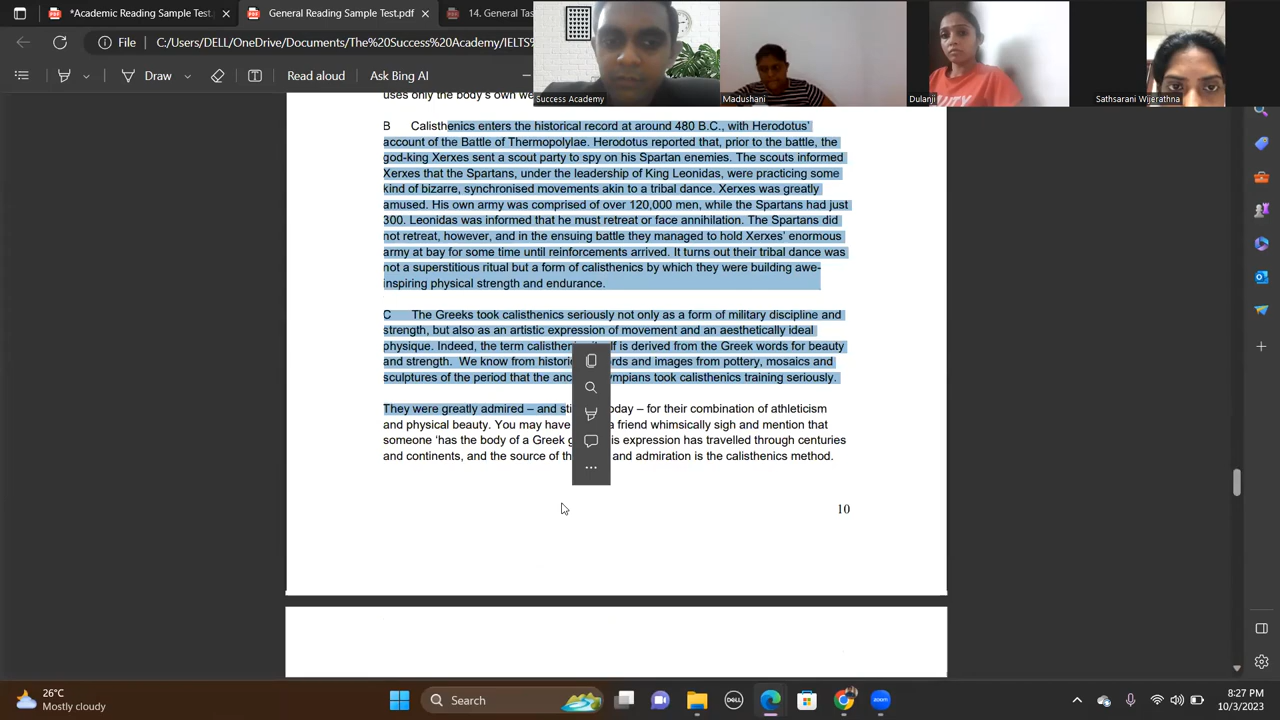 *Academic Reading Sample Test.pd
General Reading Sample Test.pdf
14. General Tas
File
C:/Users/DELL/OneDrive/Documents/The%20Success%20Academy/IELTS
Draw
Read aloud
Ask Bing AI
Success Academy
Madushani
Dulanji
Sathsarani Wijerathna
uses only the body's own we
B Calisthenics enters the historical record at around 480 B.C., with Herodotus'
account of the Battle of Thermopylae. Herodotus reported that, prior to the battle, the
god-king Xerxes sent a scout party to spy on his Spartan enemies. The scouts informed
Xerxes that the Spartans, under the leadership of King Leonidas, were practicing some
kind of bizarre, synchronised movements akin to a tribal dance. Xerxes was greatly
amused. His own army was comprised of over 120,000 men, while the Spartans had just
300. Leonidas was informed that he must retreat or face annihilation. The Spartans did
not retreat, however, and in the ensuing battle they managed to hold Xerxes' enormous
army at bay for some time until reinforcements arrived. It turns out their tribal dance was
not a superstitious ritual but a form of calisthenics by which they were building awe-
inspiring physical strength and endurance.
C The Greeks took calisthenics seriously not only as a form of military discipline and
strength, but also as an artistic expression of movement and an aesthetically ideal
physique. Indeed, the term calistheni self is derived from the Greek words for beauty
and strength. We know from historic rds and images from pottery, mosaics and
sculptures of the period that the anc lympians took calisthenics training seriously.
They were greatly admired – and sti oday – for their combination of athleticism
and physical beauty. You may have a friend whimsically sigh and mention that
someone 'has the body of a Greek g is expression has travelled through centuries
and continents, and the source of th and admiration is the calisthenics method.
10
26°C
Mostly cloudy
Search
DELL
zoom
8:27 PM
10/3/2023